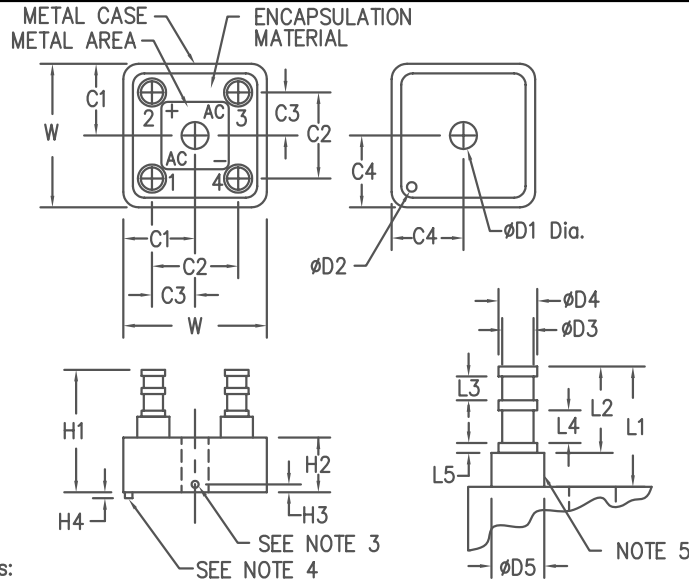 METAL CASE
METAL AREA
ENCAPSULATION
MATERIAL
C1
W
2
+
AC
3
C3
C2
AC
–
1
4
C1
C2
C3
W
C4
C4
øD2
øD1 Dia.
øD4
øD3
L3
L2
L1
L4
L5
H1
H2
H3
H4
SEE NOTE 3
SEE NOTE 4
NOTE 5
øD5
s: